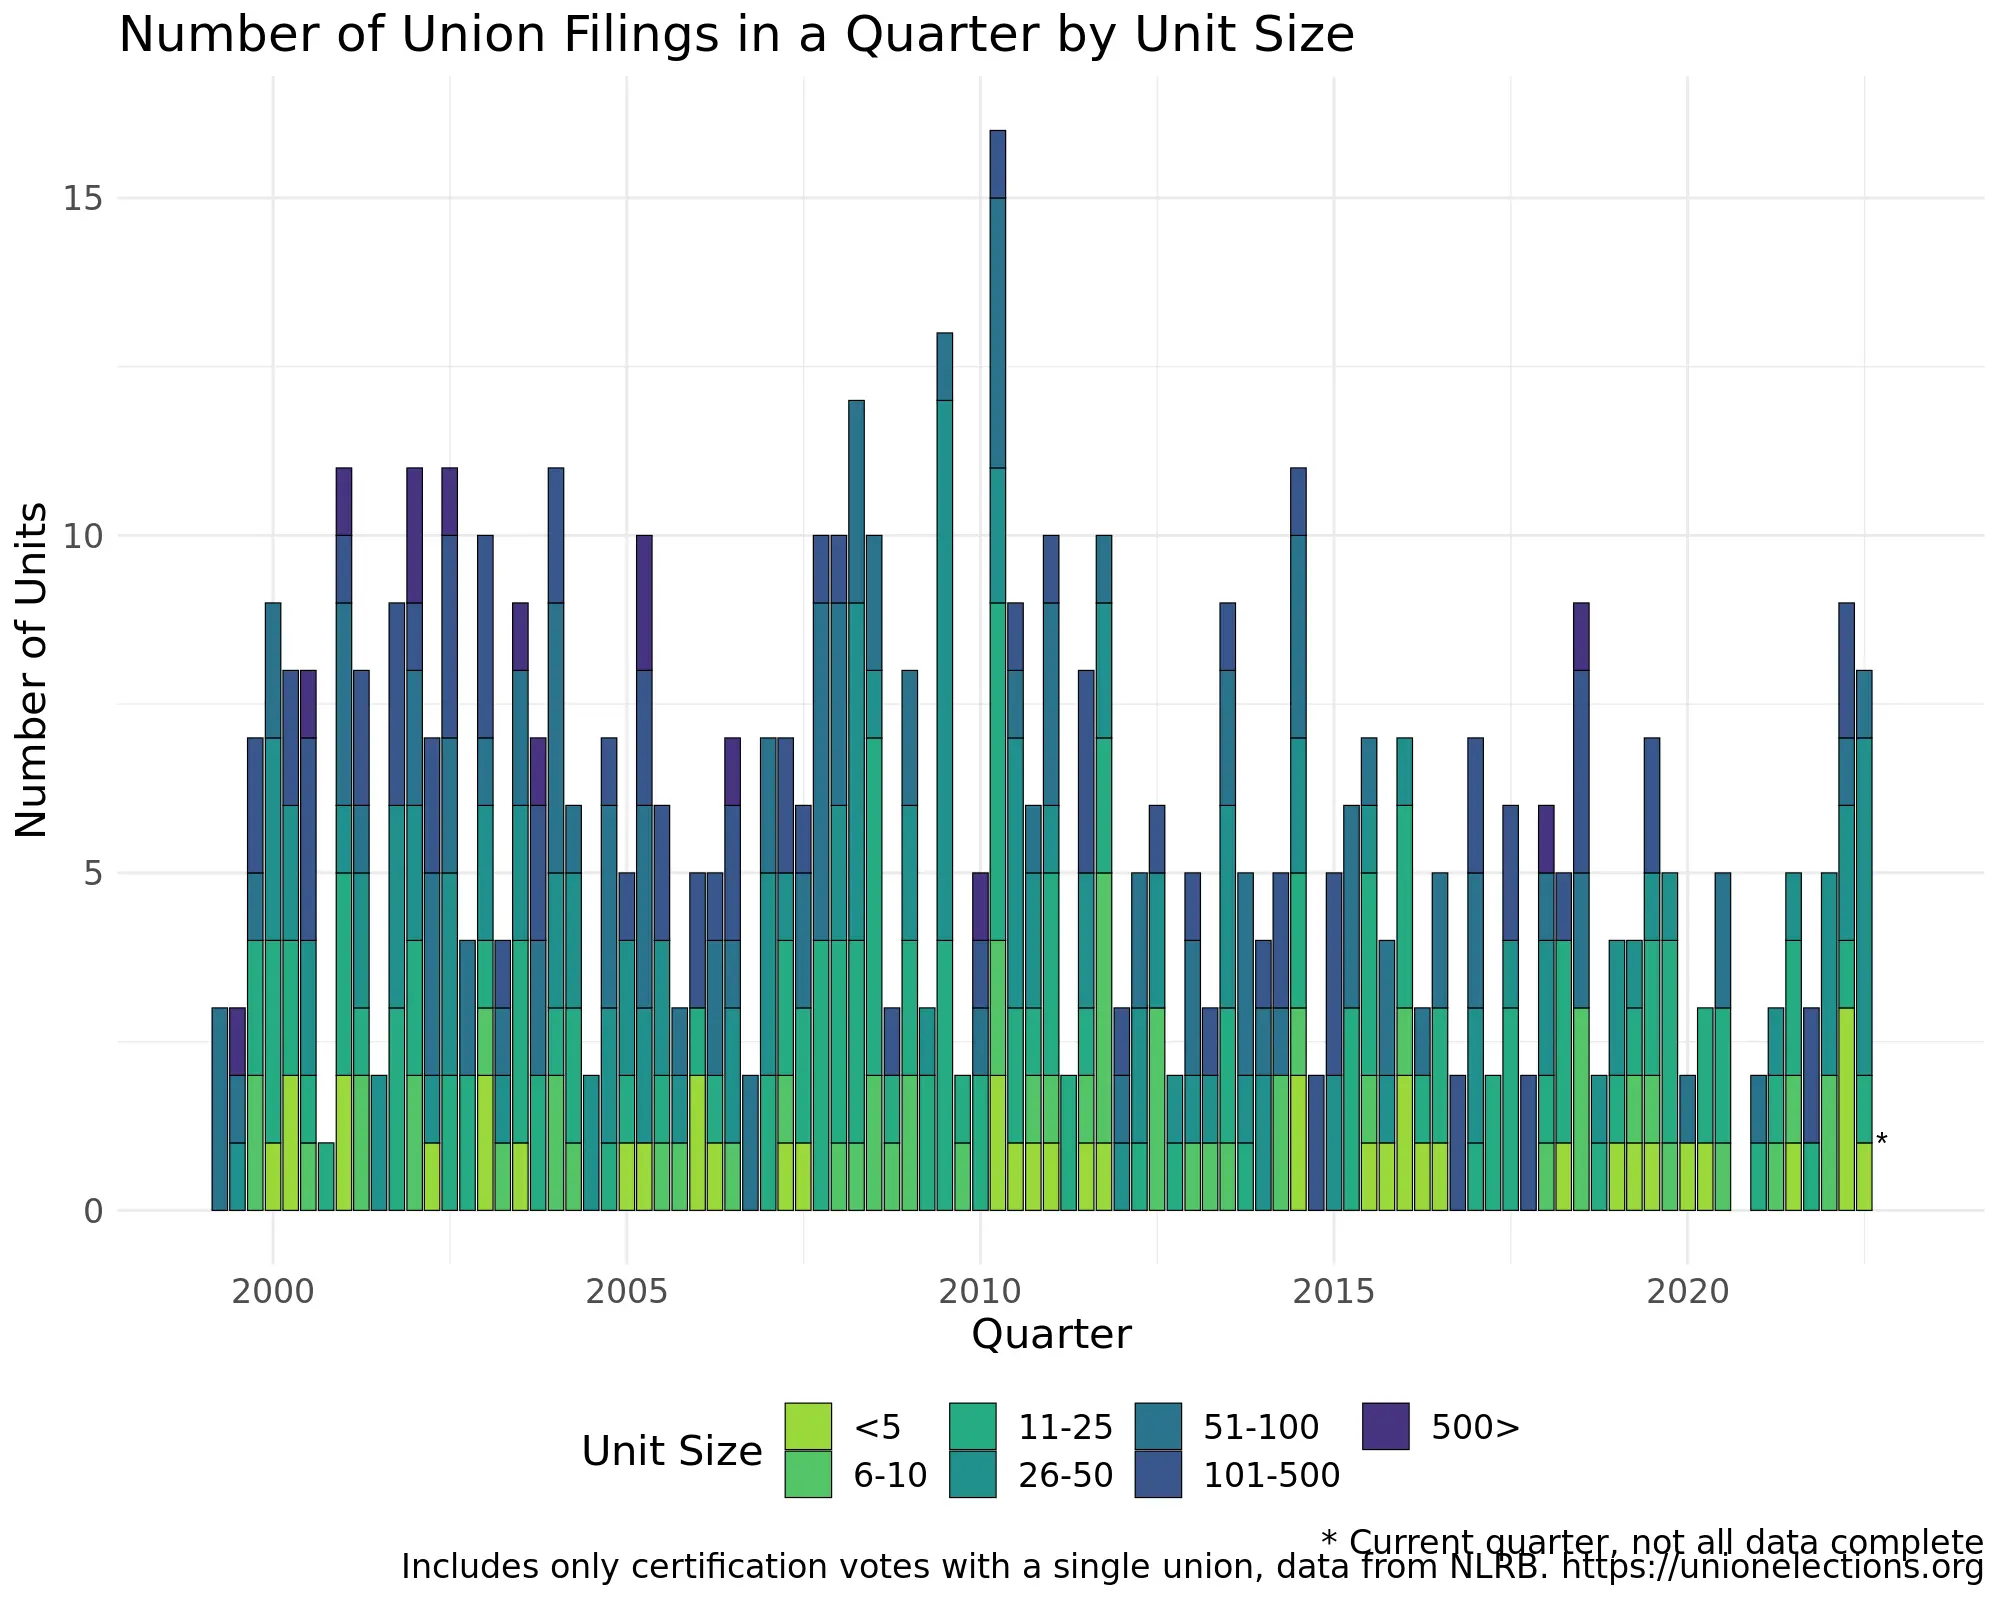 Number of Union Filings in a Quarter by Unit Size
Number of Units
15
10
5
0
*
2000 2005 2010 2015 2020
Quarter
Unit Size
<5 11-25 51-100 500>
6-10 26-50 101-500
* Current quarter, not all data complete
Includes only certification votes with a single union, data from NLRB. https://unionelections.org